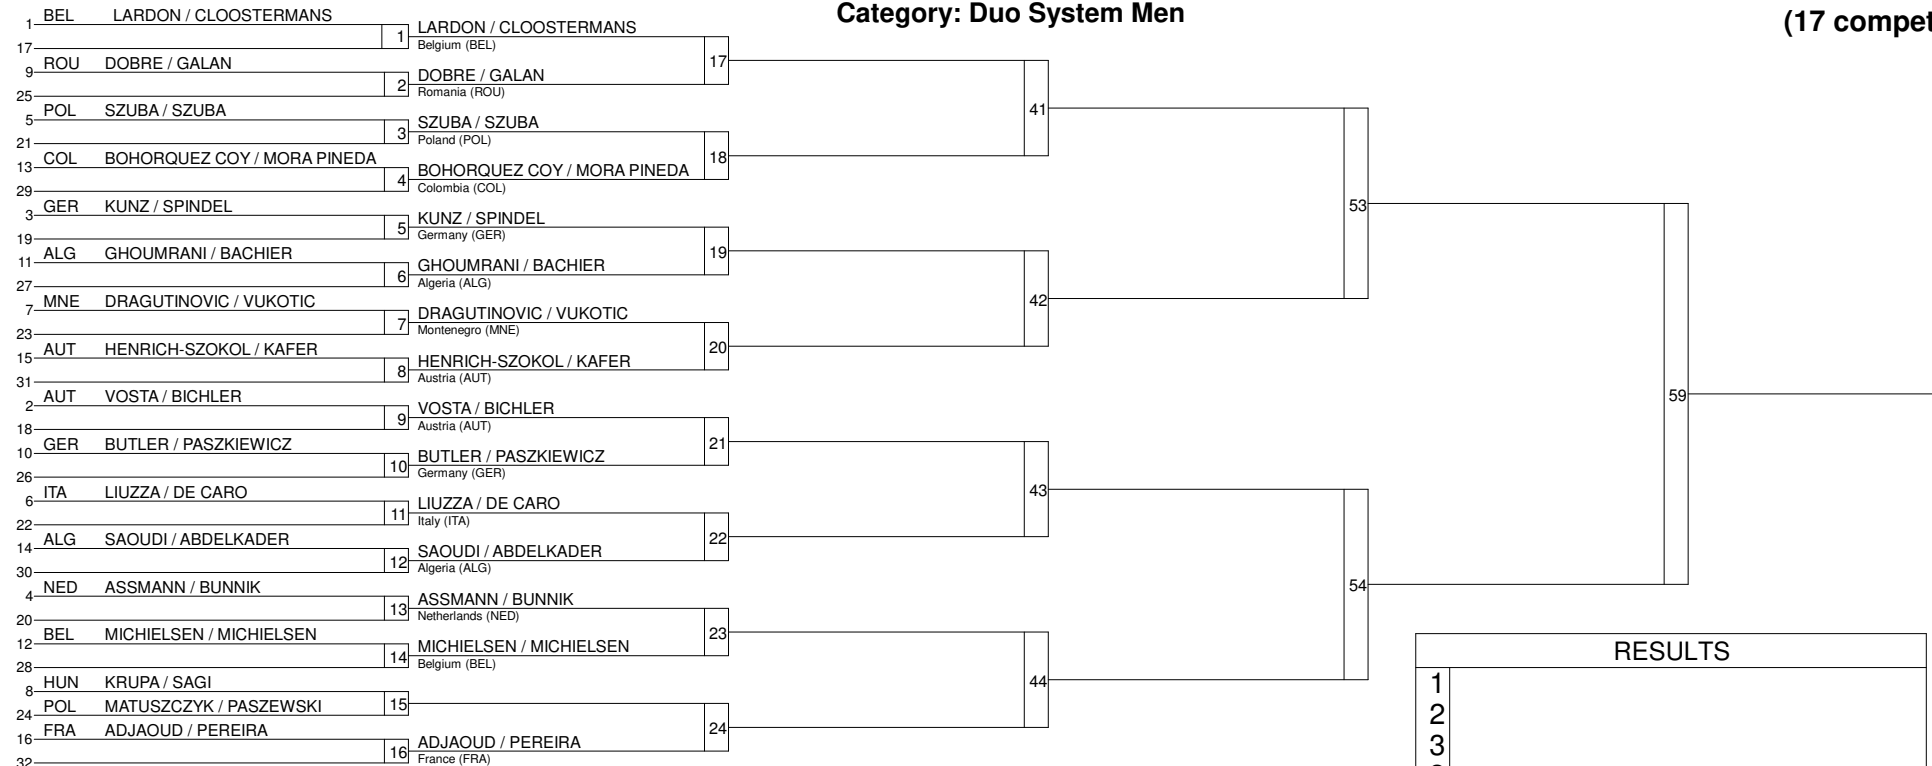 Category: Duo System Men
(17 compet
1 BEL LARDON / CLOOSTERMANS
17
1 LARDON / CLOOSTERMANS
Belgium (BEL)
17
9 ROU DOBRE / GALAN
25
2 DOBRE / GALAN
Romania (ROU)
41
5 POL SZUBA / SZUBA
21
3 SZUBA / SZUBA
Poland (POL)
18
13 COL BOHORQUEZ COY / MORA PINEDA
29
4 BOHORQUEZ COY / MORA PINEDA
Colombia (COL)
53
3 GER KUNZ / SPINDEL
19
5 KUNZ / SPINDEL
Germany (GER)
19
11 ALG GHOUMRANI / BACHIER
27
6 GHOUMRANI / BACHIER
Algeria (ALG)
42
7 MNE DRAGUTINOVIC / VUKOTIC
23
7 DRAGUTINOVIC / VUKOTIC
Montenegro (MNE)
20
15 AUT HENRICH-SZOKOL / KAFER
31
8 HENRICH-SZOKOL / KAFER
Austria (AUT)
59
2 AUT VOSTA / BICHLER
18
9 VOSTA / BICHLER
Austria (AUT)
21
10 GER BUTLER / PASZKIEWICZ
26
10 BUTLER / PASZKIEWICZ
Germany (GER)
43
6 ITA LIUZZA / DE CARO
22
11 LIUZZA / DE CARO
Italy (ITA)
22
14 ALG SAOUDI / ABDELKADER
30
12 SAOUDI / ABDELKADER
Algeria (ALG)
54
4 NED ASSMANN / BUNNIK
20
13 ASSMANN / BUNNIK
Netherlands (NED)
23
12 BEL MICHIELSEN / MICHIELSEN
28
14 MICHIELSEN / MICHIELSEN
Belgium (BEL)
44
8 HUN KRUPA / SAGI
24 POL MATUSZCZYK / PASZEWSKI
15
24
16 FRA ADJAOUD / PEREIRA
32
16 ADJAOUD / PEREIRA
France (FRA)
RESULTS
1
2
3